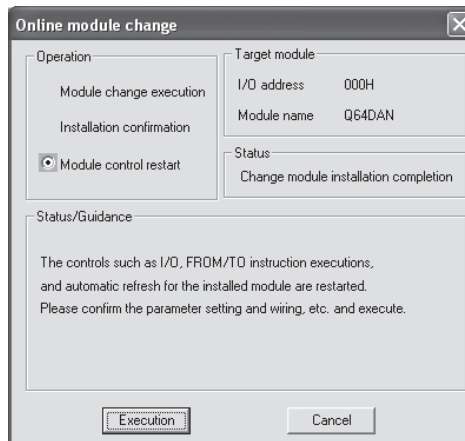 Online module change
Operation
Module change execution
Installation confirmation
Module control restart
Target module
I/O address 000H
Module name Q64DAN
Status
Change module installation completion
Status/Guidance
The controls such as I/O, FROM/TO instruction executions,
and automatic refresh for the installed module are restarted.
Please confirm the parameter setting and wiring, etc. and execute.
Execution
Cancel